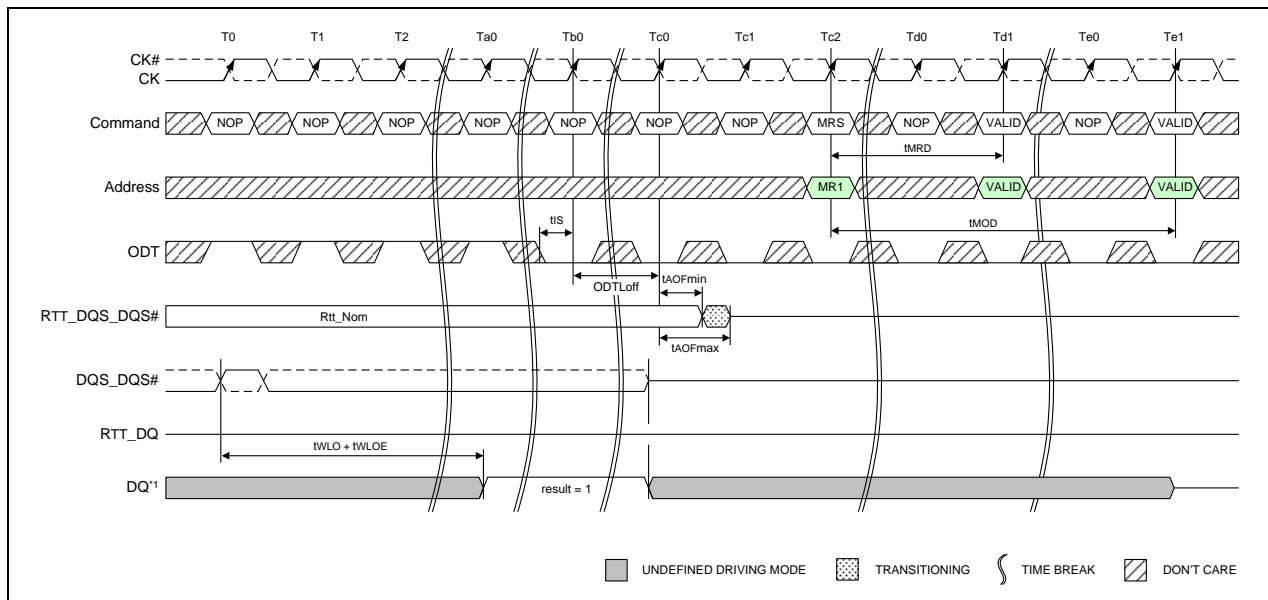 T0 T1 T2 Ta0 Tb0 Tc0 Tc1 Tc2 Td0 Td1 Te0 Te1
CK#
CK
Command NOP NOP NOP NOP NOP NOP NOP MRS NOP VALID NOP VALID
tMRD
Address MR1 VALID VALID
tIS
tMOD
ODT
tAOFmin
ODTLoff
RTT_DQS_DQS# Rtt_Nom
tAOFmax
DQS_DQS#
RTT_DQ
tWLO + tWLOE
DQ*1 result = 1
UNDEFINED DRIVING MODE TRANSITIONING TIME BREAK DON'T CARE